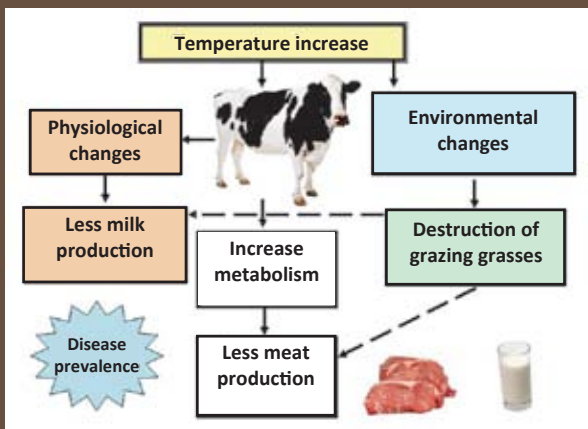 Temperature increase
Physiological
changes
Environmental
changes
Less milk
production
Increase
metabolism
Destruction of
grazing grasses
Disease
prevalence
Less meat
production